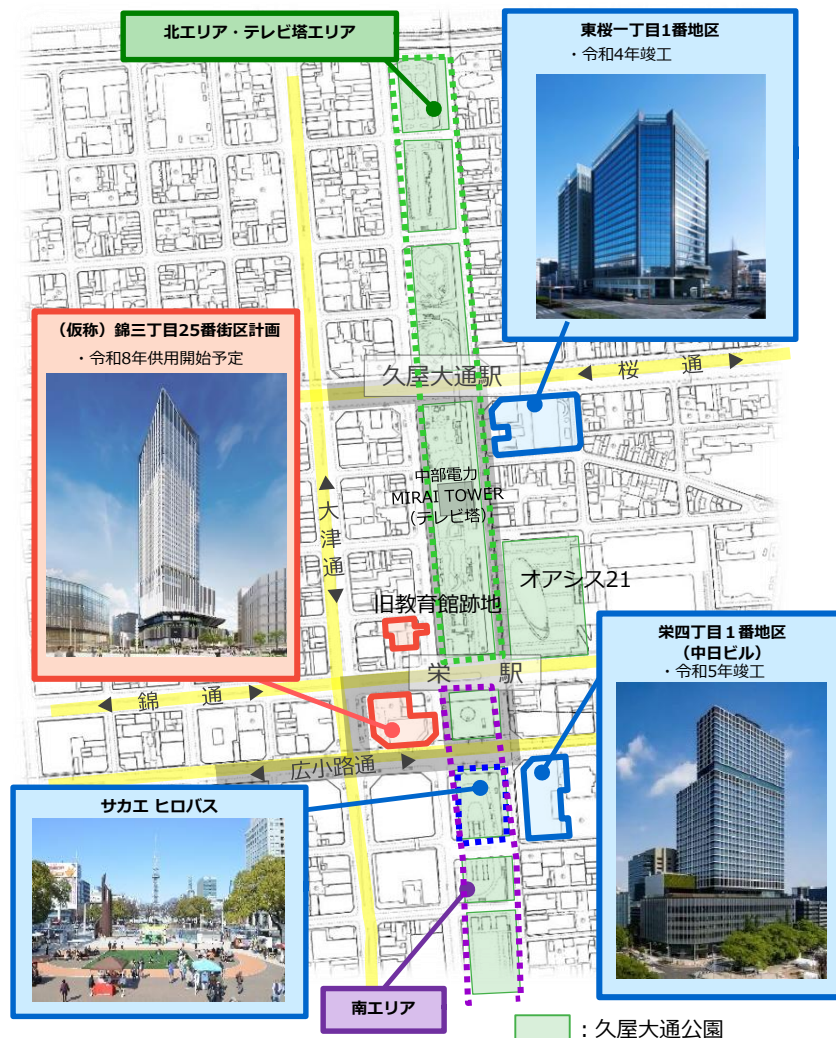 北エリア・テレビ塔エリア
東桜一丁目1番地区
・令和4年竣工
（仮称）錦三丁目25番街区計画
・令和8年供用開始予定
久屋大通駅
桜　通
中部電力
MIRAI TOWER
（テレビ塔）
大津通
オアシス21
旧教育館跡地
栄　駅
錦　通
広小路通
栄四丁目１番地区
（中日ビル）
・令和5年竣工
サカエ ヒロバス
南エリア
：久屋大通公園